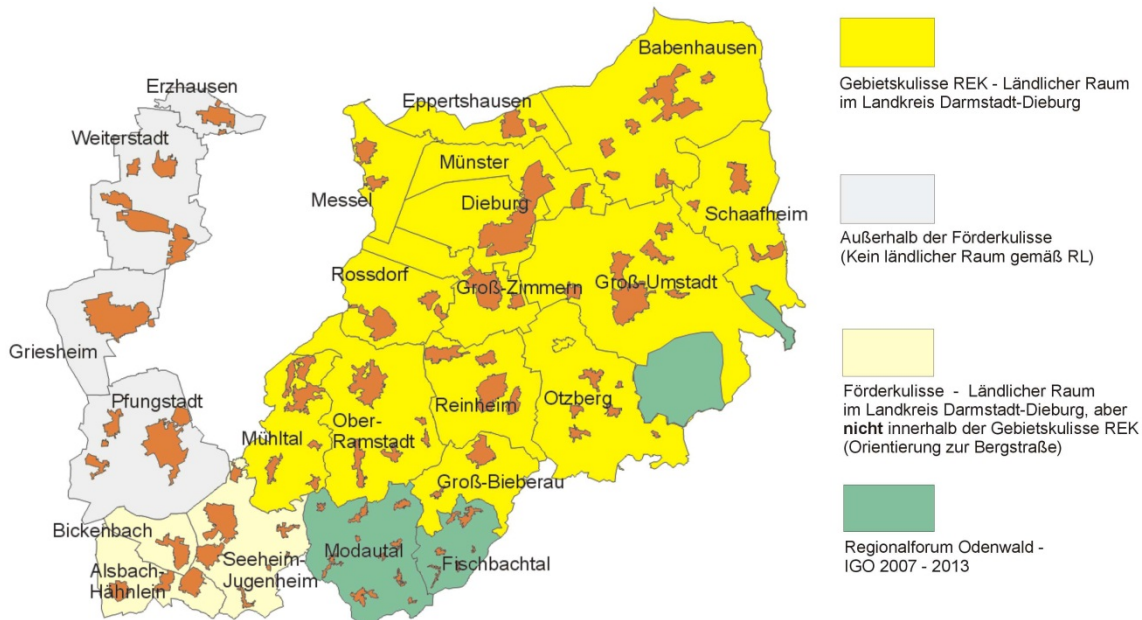 Babenhausen
Erzhausen
Eppertshausen
Weiterstadt
Münster
Messel
Dieburg
Schaafheim
Rossdorf
Groß-Zimmern
Groß-Umstadt
Griesheim
Pfungstadt
Reinheim
Otzberg
Ober-
Ramstadt
Mühltal
Groß-Bieberau
Bickenbach
Seeheim-
Jugenheim
Modautal
Fischbachtal
Alsbach-
Hähnlein
Gebietskulisse REK - Ländlicher Raum
im Landkreis Darmstadt-Dieburg
Außerhalb der Förderkulisse
(Kein ländlicher Raum gemäß RL)
Förderkulisse - Ländlicher Raum
im Landkreis Darmstadt-Dieburg, aber
nicht innerhalb der Gebietskulisse REK
(Orientierung zur Bergstraße)
Regionalforum Odenwald -
IGO 2007 - 2013